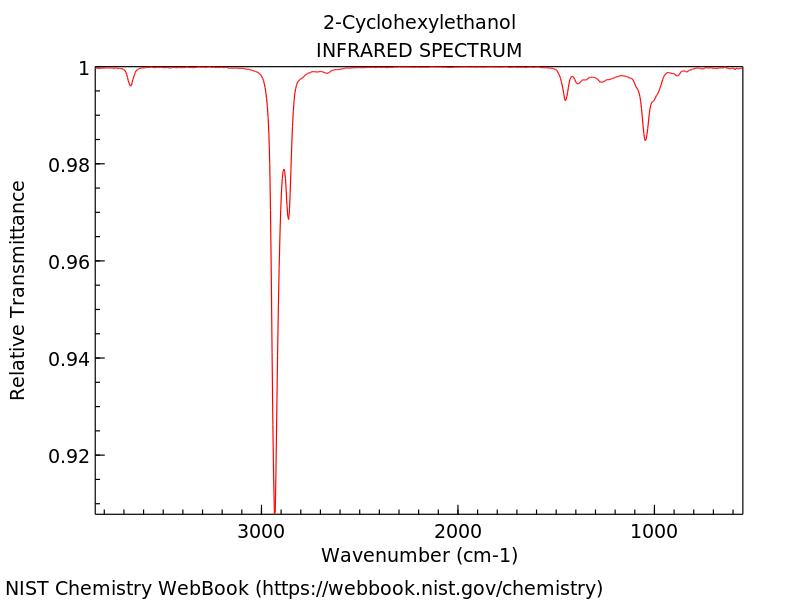 2-Cyclohexylethanol
INFRARED SPECTRUM
1
0.98
0.96
0.94
0.92
Relative Transmittance
3000 2000 1000
Wavenumber (cm-1)
NIST Chemistry WebBook (https://webbook.nist.gov/chemistry)